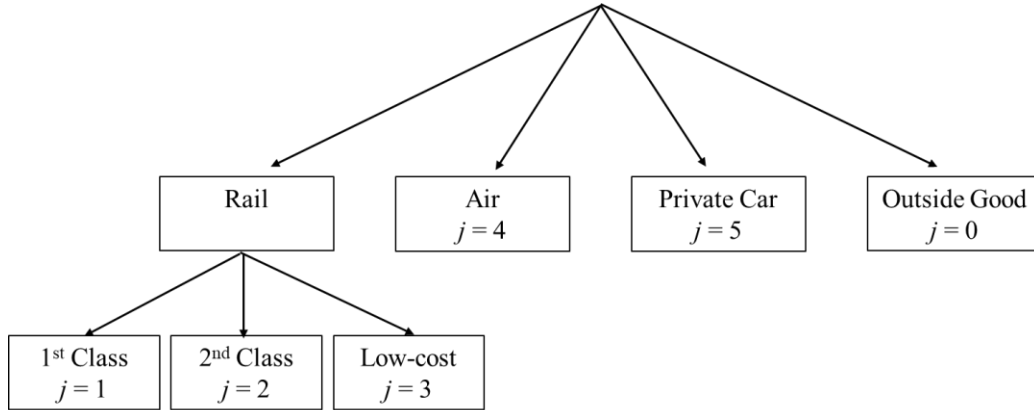 Rail
Air
j = 4
Private Car
j = 5
Outside Good
j = 0
1st Class
j = 1
2nd Class
j = 2
Low-cost
j = 3